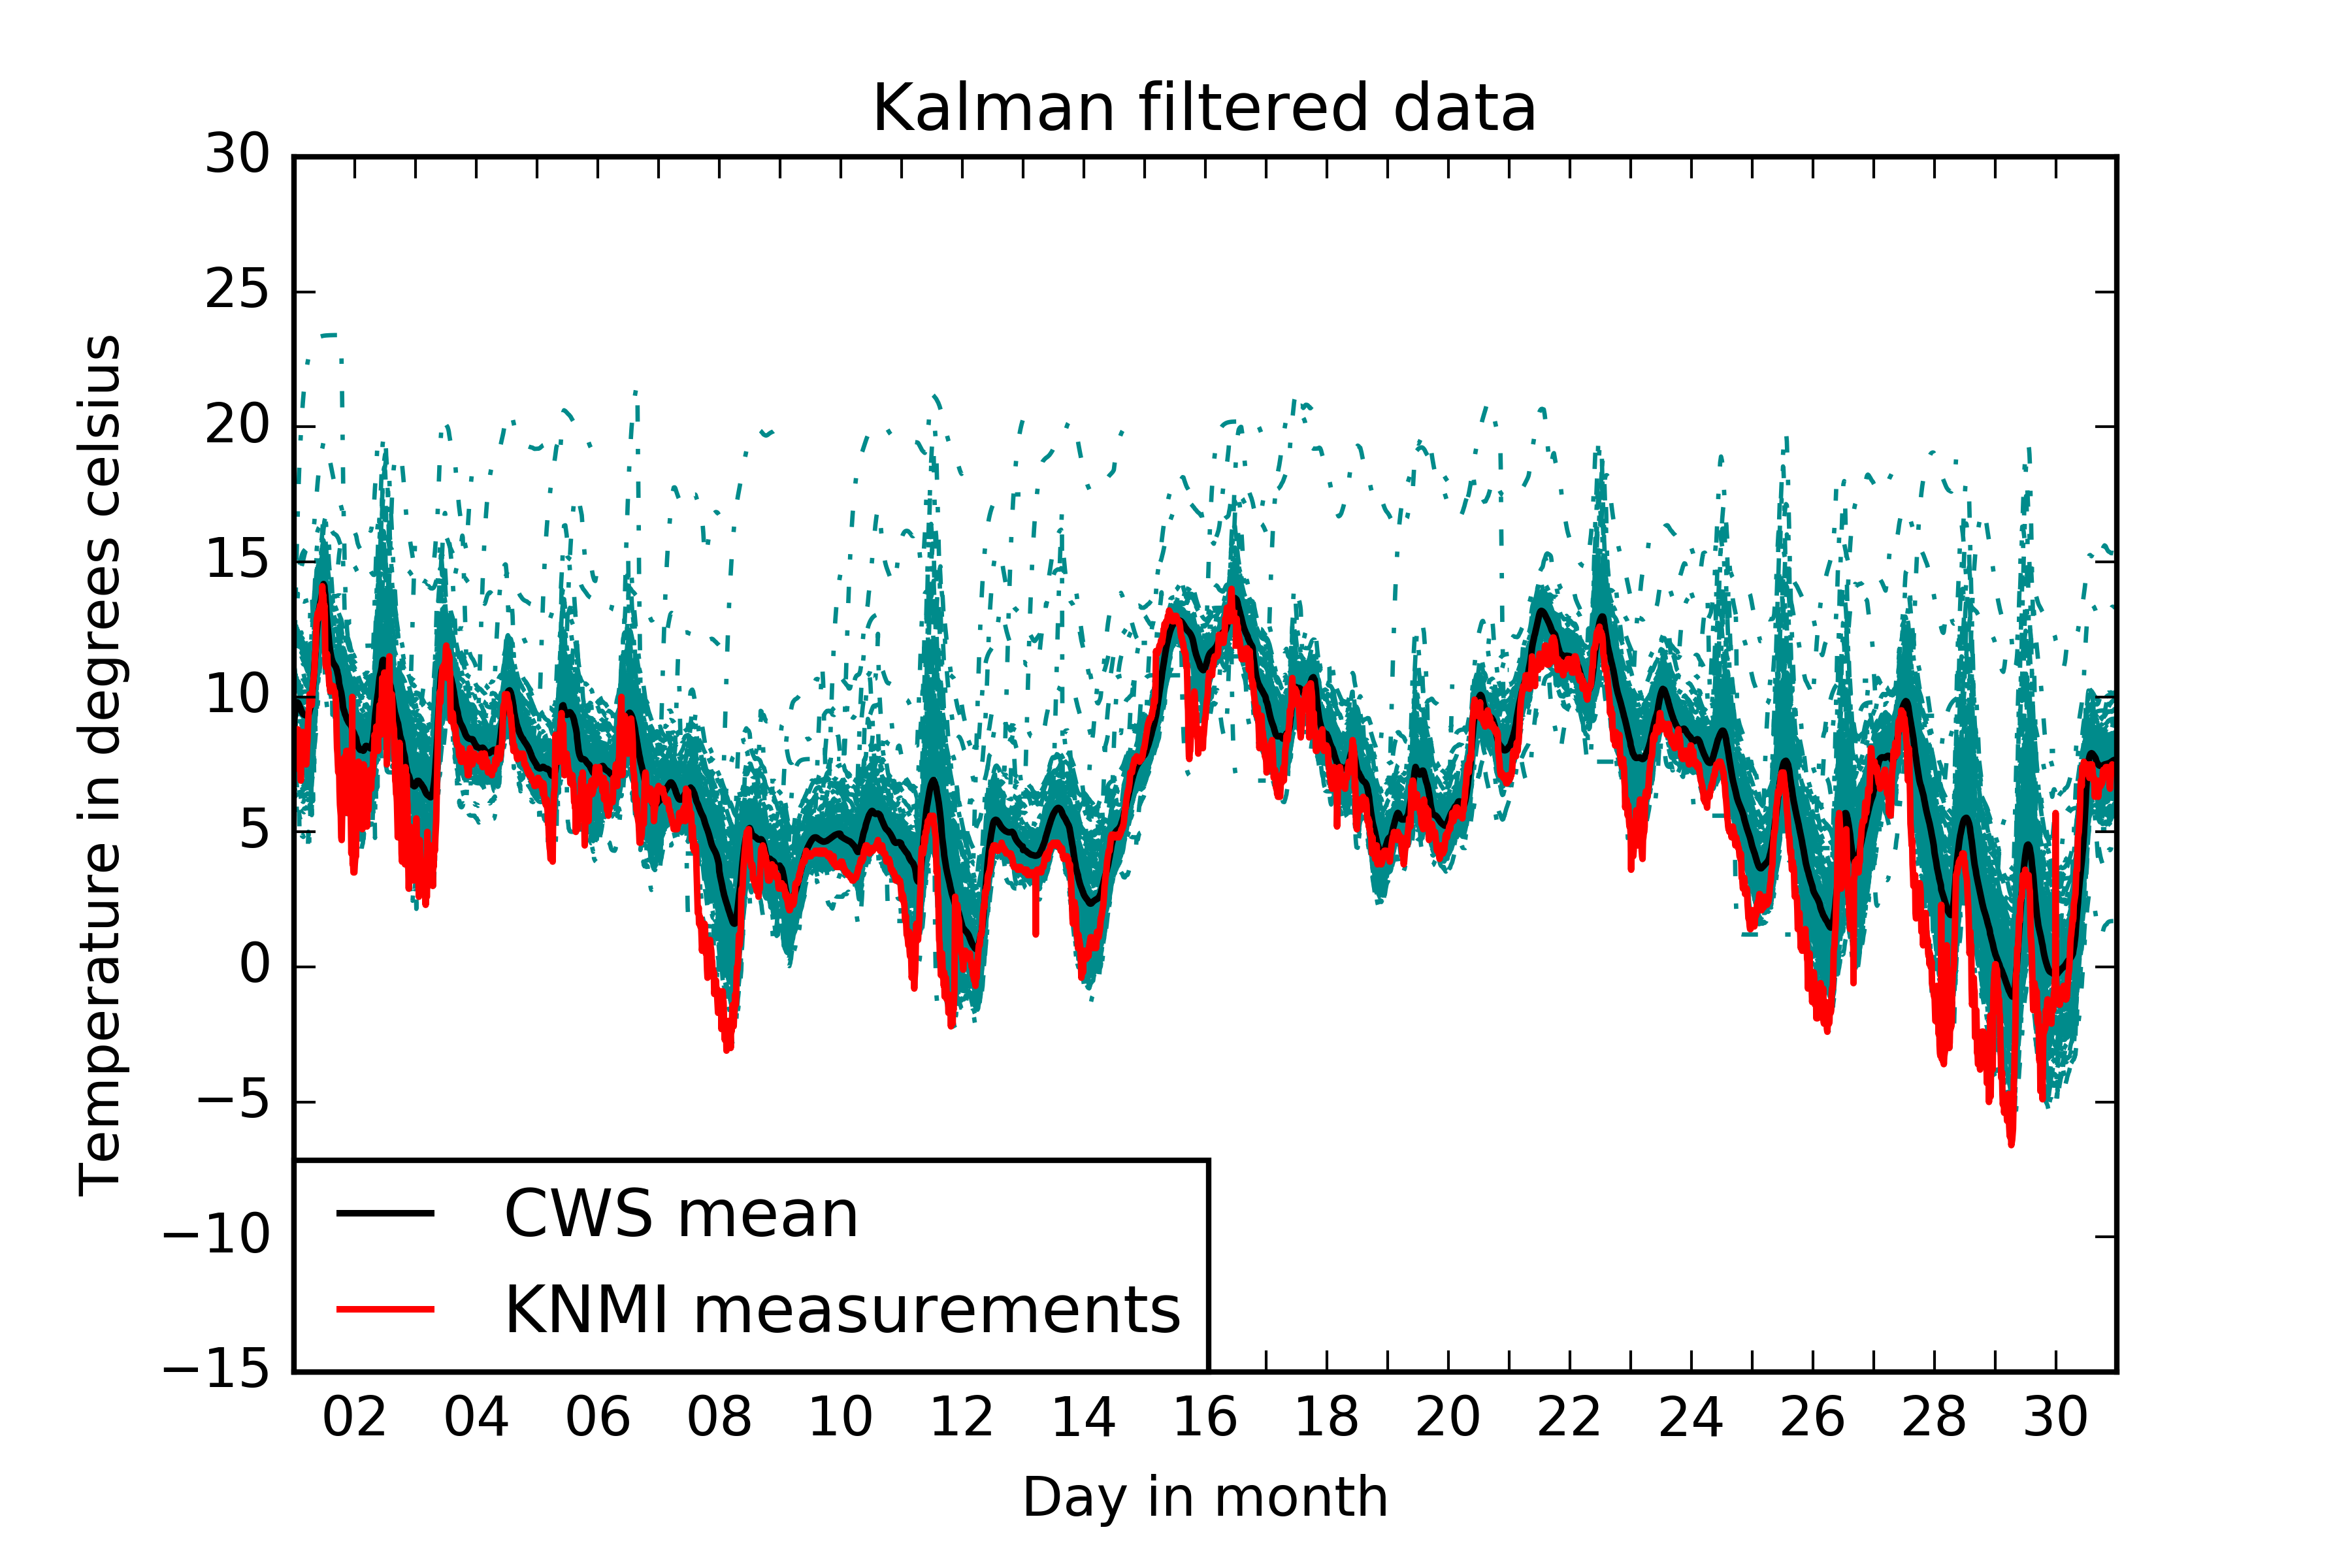 Kalman filtered data
30
25
20
15
10
5
0
−5
−10
−15
Temperature in degrees celsius
CWS mean
KNMI measurements
02 04 06 08 10 12 14 16 18 20 22 24 26 28 30
Day in month